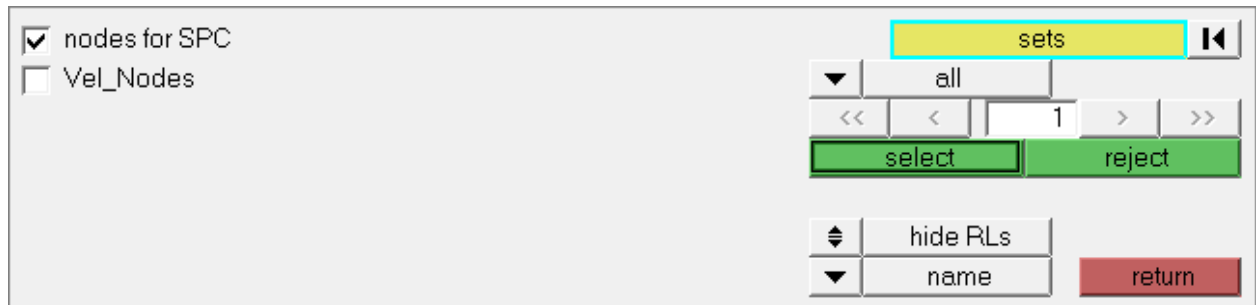 nodes for SPC
sets
Vel_Nodes
all
<< < 1 > >>
select reject
hide RLs
name return